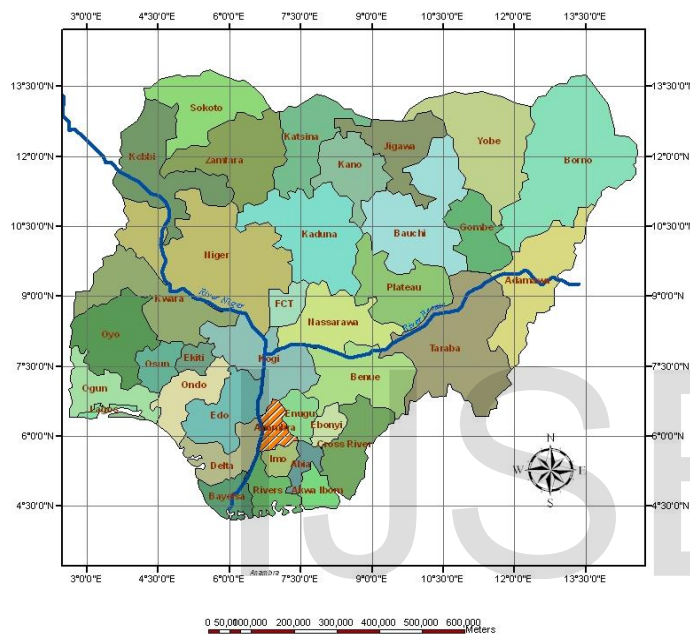 3°0'0"E 4°30'0"E 6°0'0"E 7°30'0"E 9°0'0"E 10°30'0"E 12°0'0"E 13°30'0"E
13°30'0"N 13°30'0"N
Sokoto
Katsina
Jigawa
Yobe
12°0'0"N 12°0'0"N
Kebbi
Zamfara
Kano
Borno
10°30'0"N 10°30'0"N
Kaduna
Bauchi
Gombe
Niger
Adamawa
Plateau
9°0'0"N 9°0'0"N
Kwara
River Niger
FCT
Nassarawa
River Benue
Oyo
Taraba
7°30'0"N 7°30'0"N
Osun
Ekiti
Kogi
Benue
Ogun
Ondo
Lagos
Edo
Enugu
Anambra
Ebonyi
6°0'0"N 6°0'0"N
Cross River
Delta
Imo
Abia
N
W E
S
Bayelsa
Rivers
Akwa Ibom
4°30'0"N 4°30'0"N
IJSE
3°0'0"E 4°30'0"E 6°0'0"E 7°30'0"E 9°0'0"E 10°30'0"E 12°0'0"E 13°30'0"E
Anambra
0 50,000 100,000 200,000 300,000 400,000 500,000 600,000
Meters